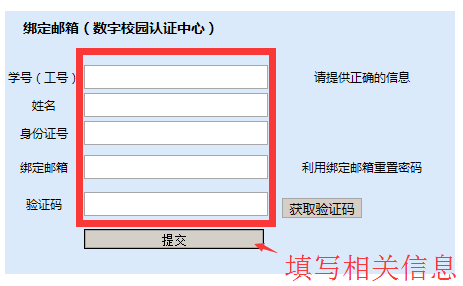 绑定邮箱（数字校园认证中心）
学号（工号） 请提供正确的信息
姓名
身份证号
绑定邮箱 利用绑定邮箱重置密码
验证码 获取验证码
提交
填写相关信息